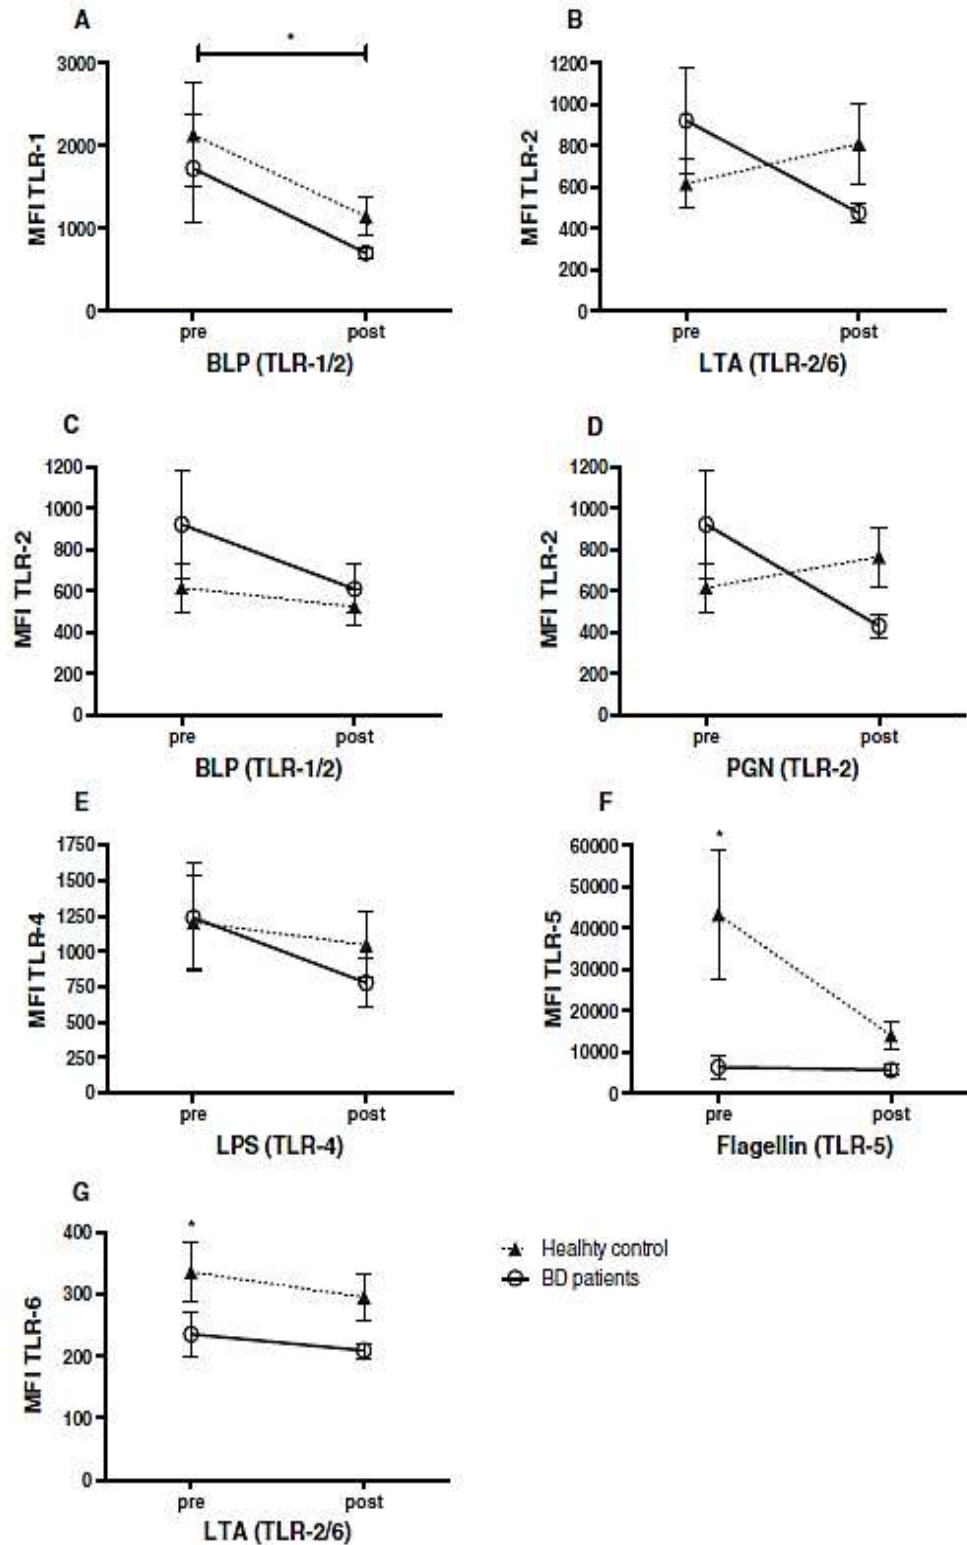 A
*
3000
2000
1000
0
MFI TLR-1
pre post
BLP (TLR-1/2)
B
1200
1000
800
600
400
200
0
MFI TLR-2
pre post
LTA (TLR-2/6)
C
1200
1000
800
600
400
200
0
MFI TLR-2
pre post
BLP (TLR-1/2)
D
1200
1000
800
600
400
200
0
MFI TLR-2
pre post
PGN (TLR-2)
E
1750
1500
1250
1000
750
500
250
0
MFI TLR-4
pre post
LPS (TLR-4)
F
*
60000
50000
40000
30000
20000
10000
0
MFI TLR-5
pre post
Flagellin (TLR-5)
G
*
400
300
200
100
0
MFI TLR-6
pre post
LTA (TLR-2/6)
Healhty control
BD patients